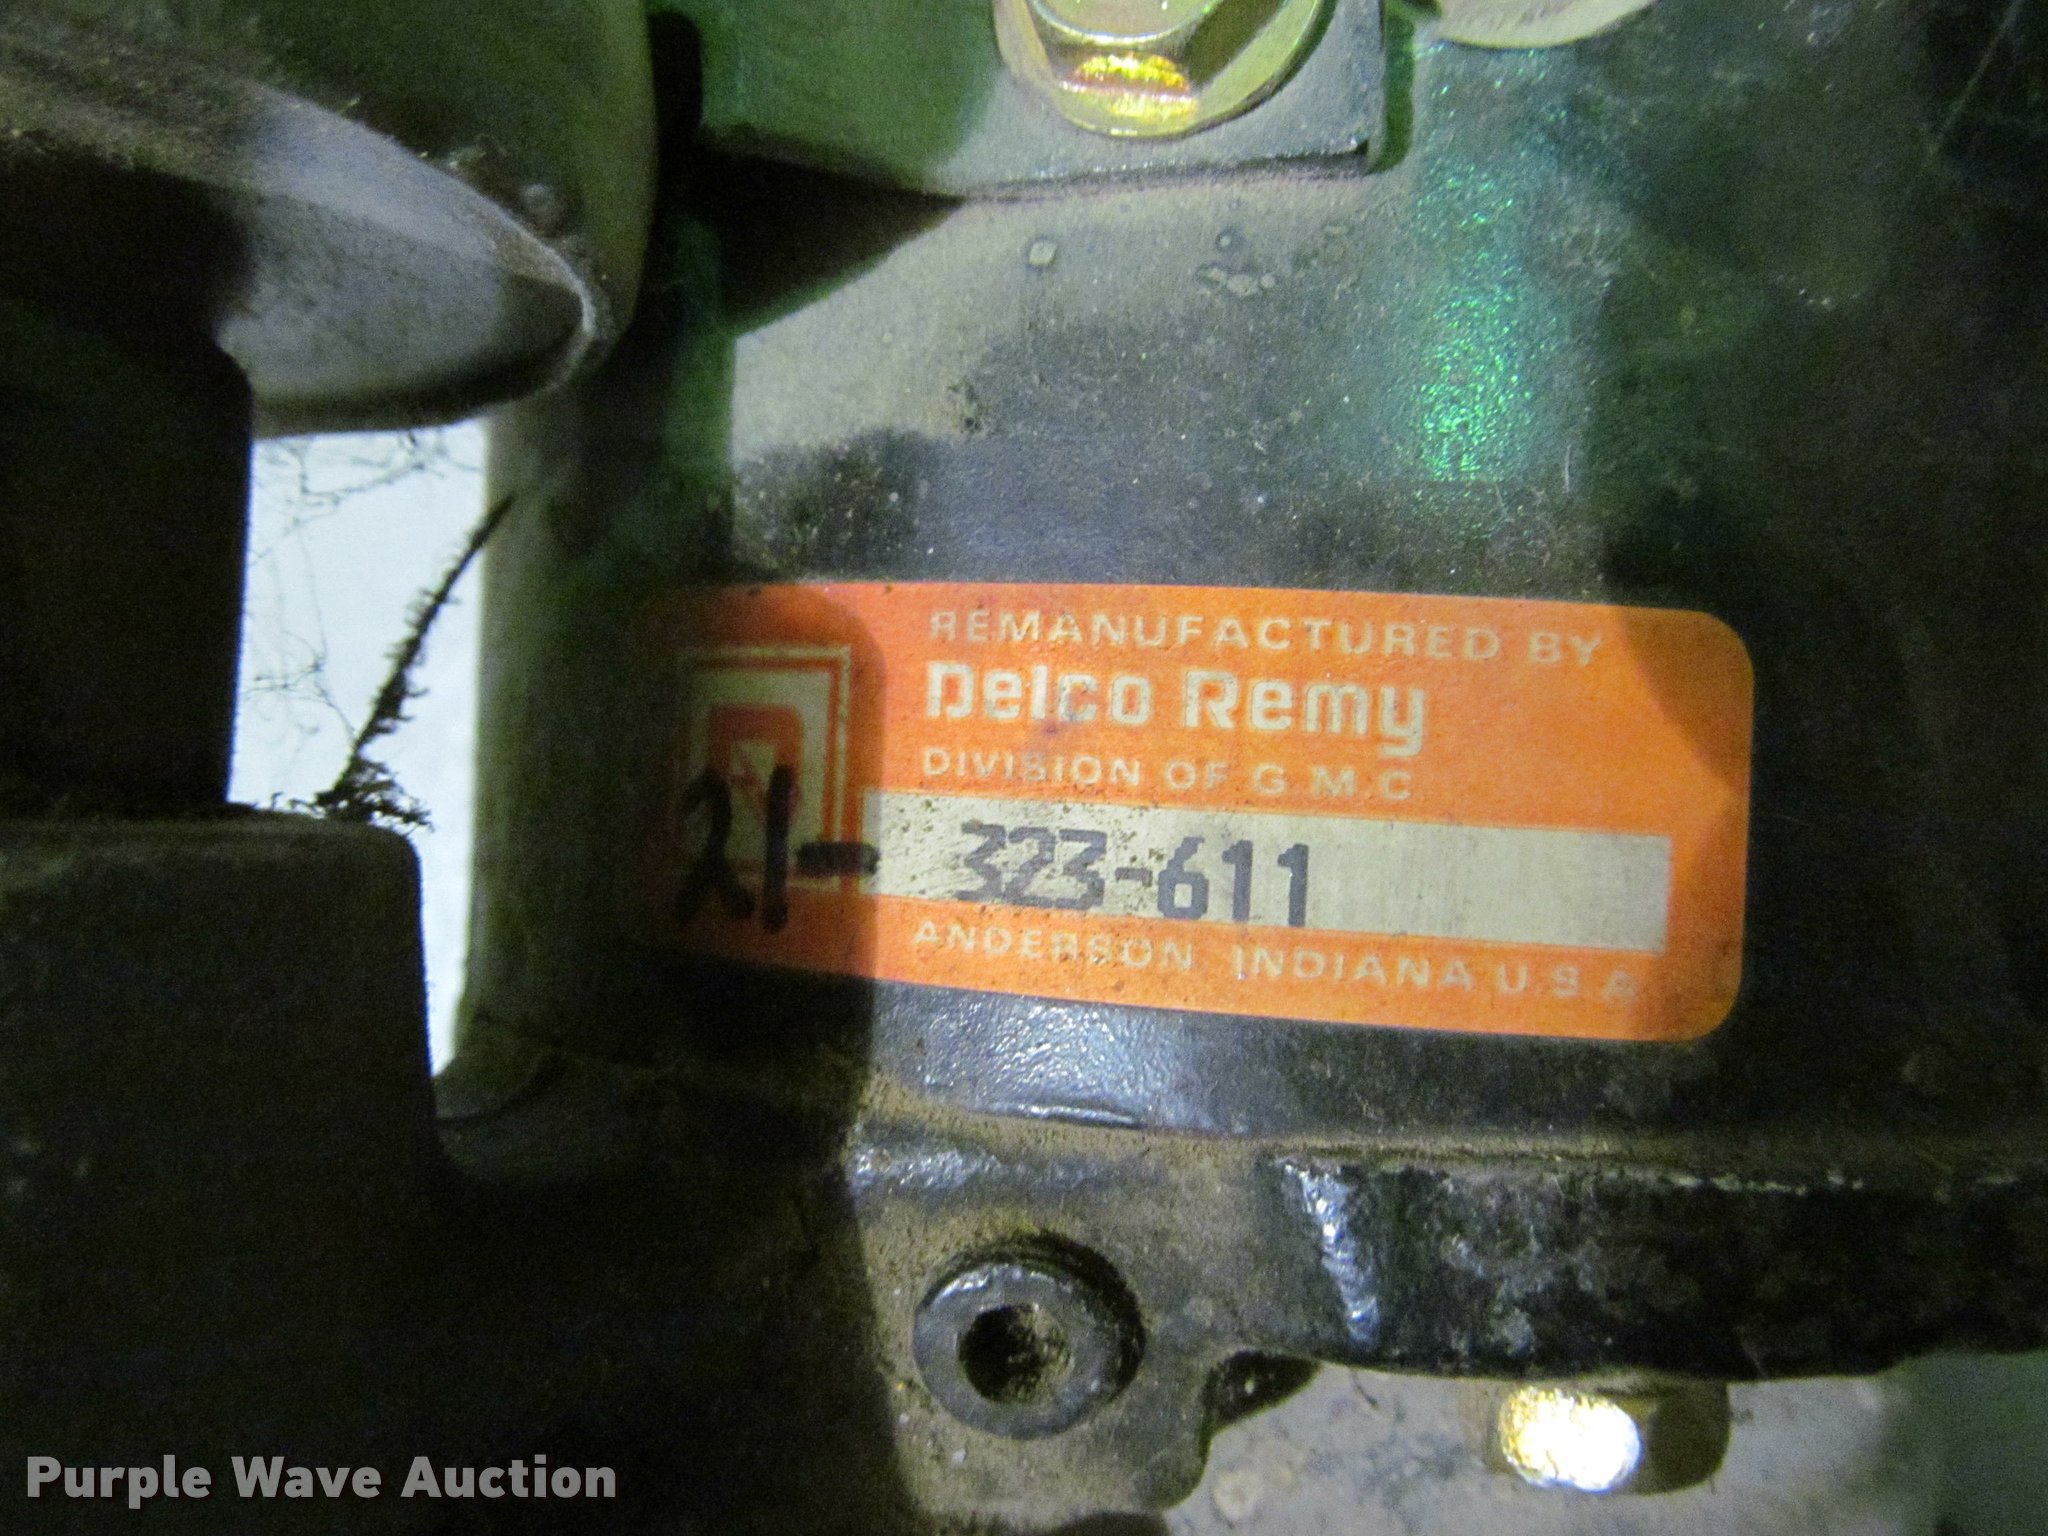 REMANUFACTURED BY
Delco Remy
DIVISION OF G M C
21- 323-611
ANDERSON INDIANA U.S.A
Purple Wave Auction